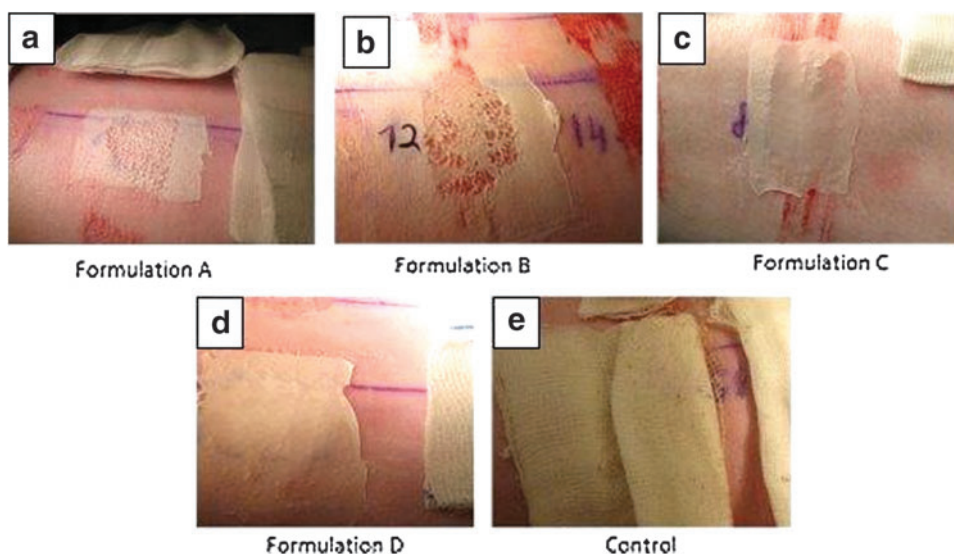 a
b
c
12
14
Formulation A
Formulation B
Formulation C
d
e
Formulation D
Control